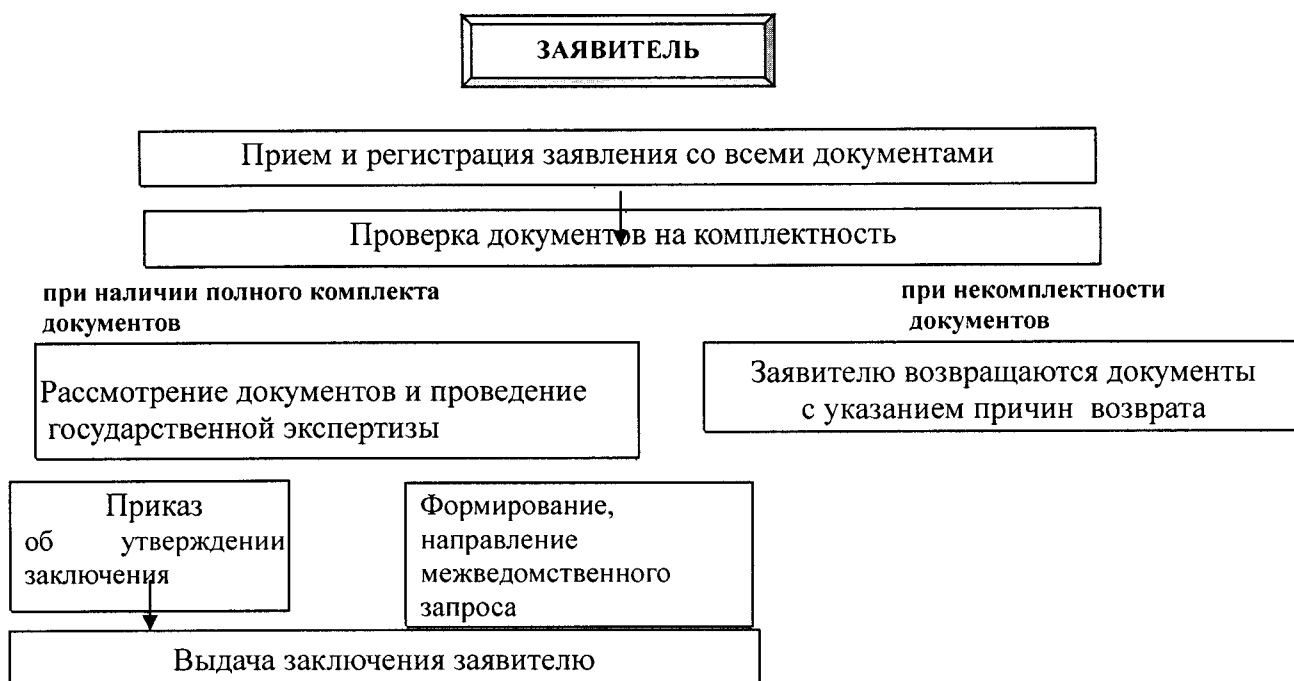 ЗАЯВИТЕЛЬ
Прием и регистрация заявления со всеми документами
Проверка документов на комплектность
при наличии полного комплекта
документов
при некомплектности
документов
Рассмотрение документов и проведение
государственной экспертизы
Заявителю возвращаются документы
с указанием причин возврата
Приказ
об утверждении
заключения
Формирование,
направление
межведомственного
запроса
Выдача заключения заявителю